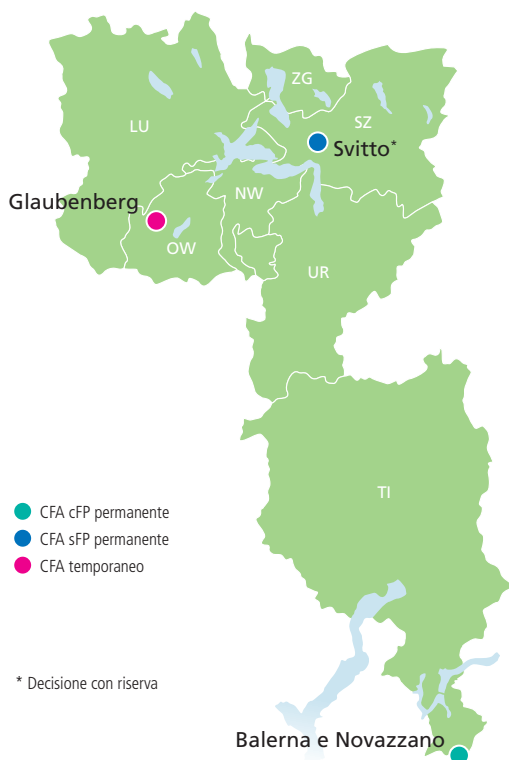 ZG
SZ
LU
Svitto*
NW
Glaubenberg
OW
UR
TI
CFA cFP permanente
CFA sFP permanente
CFA temporaneo
* Decisione con riserva
Balerna e Novazzano